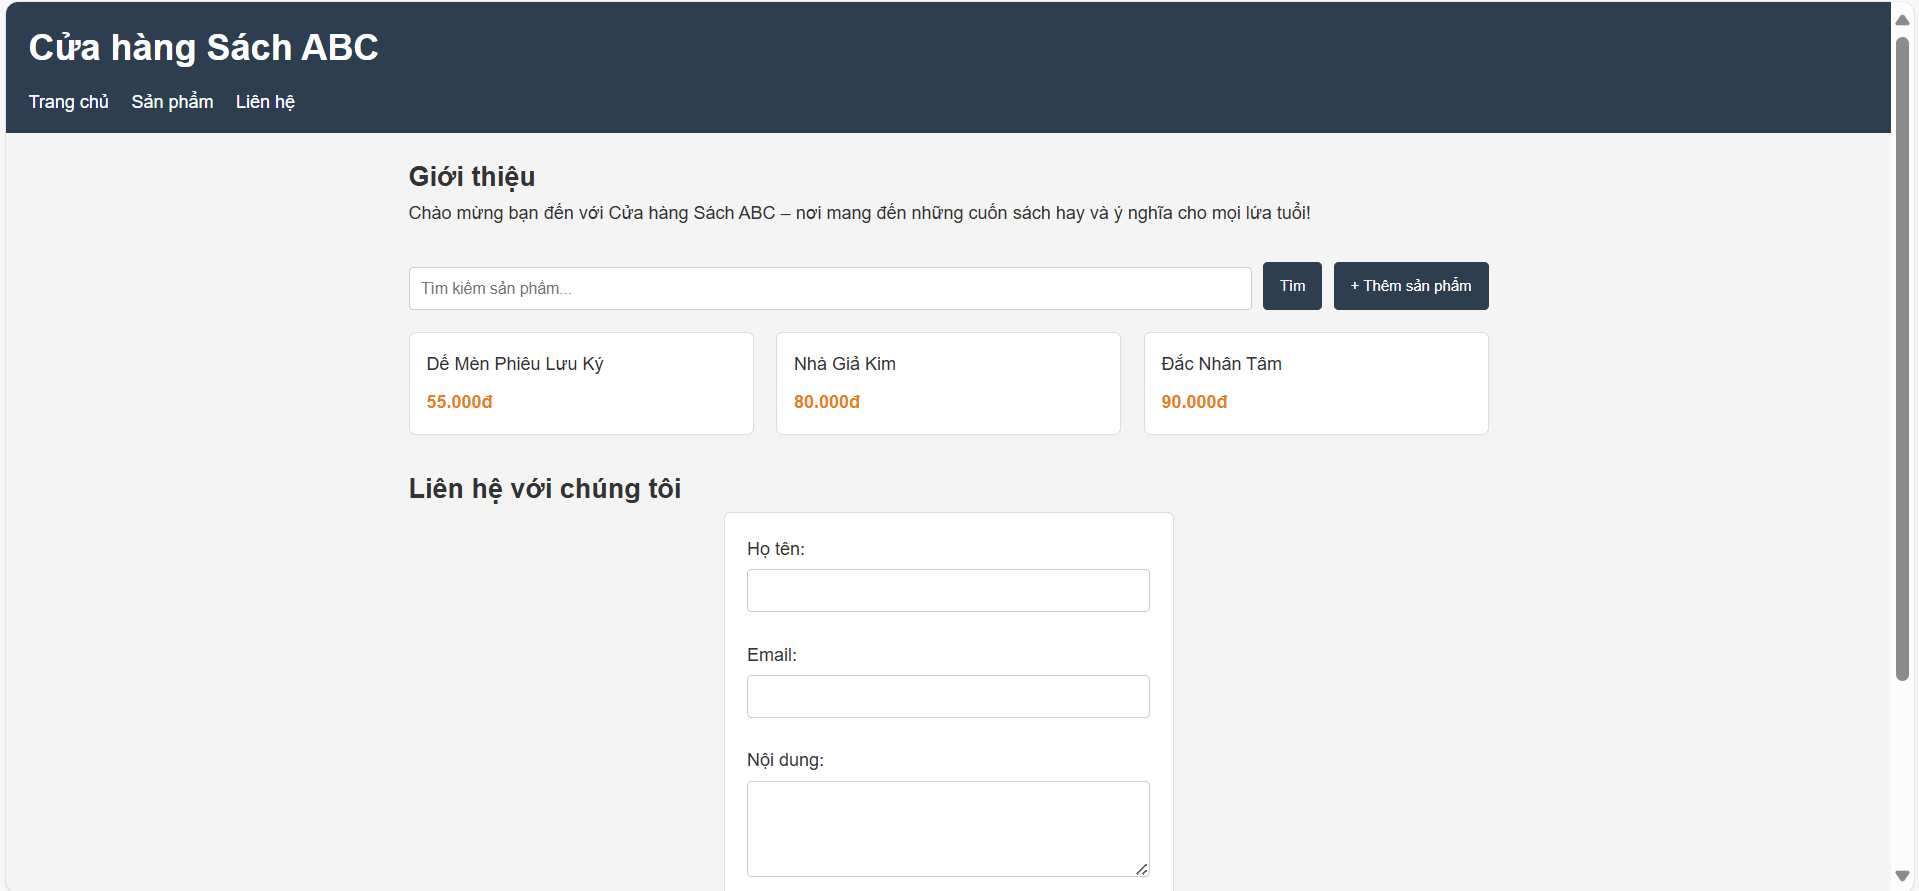 Cửa hàng Sách ABC
Trang chủ Sản phẩm Liên hệ
Giới thiệu
Chào mừng bạn đến với Cửa hàng Sách ABC – nơi mang đến những cuốn sách hay và ý nghĩa cho mọi lứa tuổi!
Tìm kiếm sản phẩm... Tìm + Thêm sản phẩm
Dế Mèn Phiêu Lưu Ký
55.000đ
Nhà Giả Kim
80.000đ
Đắc Nhân Tâm
90.000đ
Liên hệ với chúng tôi
Họ tên:
Email:
Nội dung: